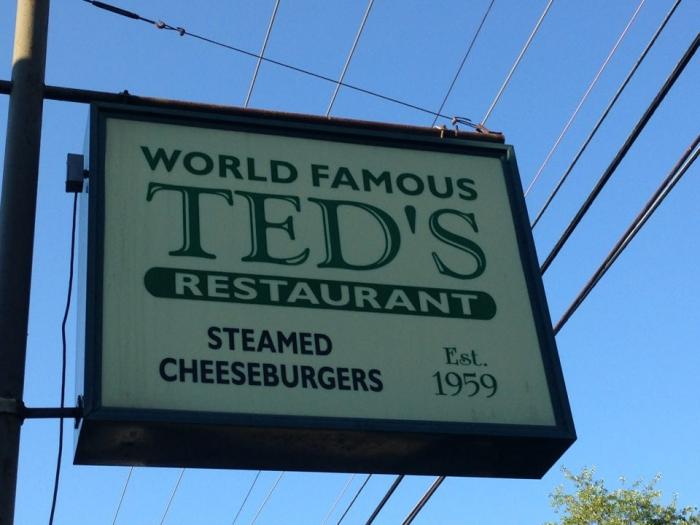 WORLD FAMOUS
TED'S
RESTAURANT
STEAMED
CHEESEBURGERS
Est.
1959